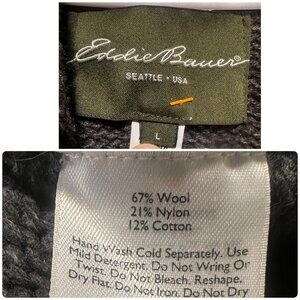 Eddie Bauer
SEATTLE • USA
L
67% Wool
21% Nylon
12% Cotton
Hand Wash Cold Separately. Use
Mild Detergent. Do Not Wring Or
Twist. Do Not Bleach. Reshape.
Dry Flat. Do Not Iron. Do Not Dry